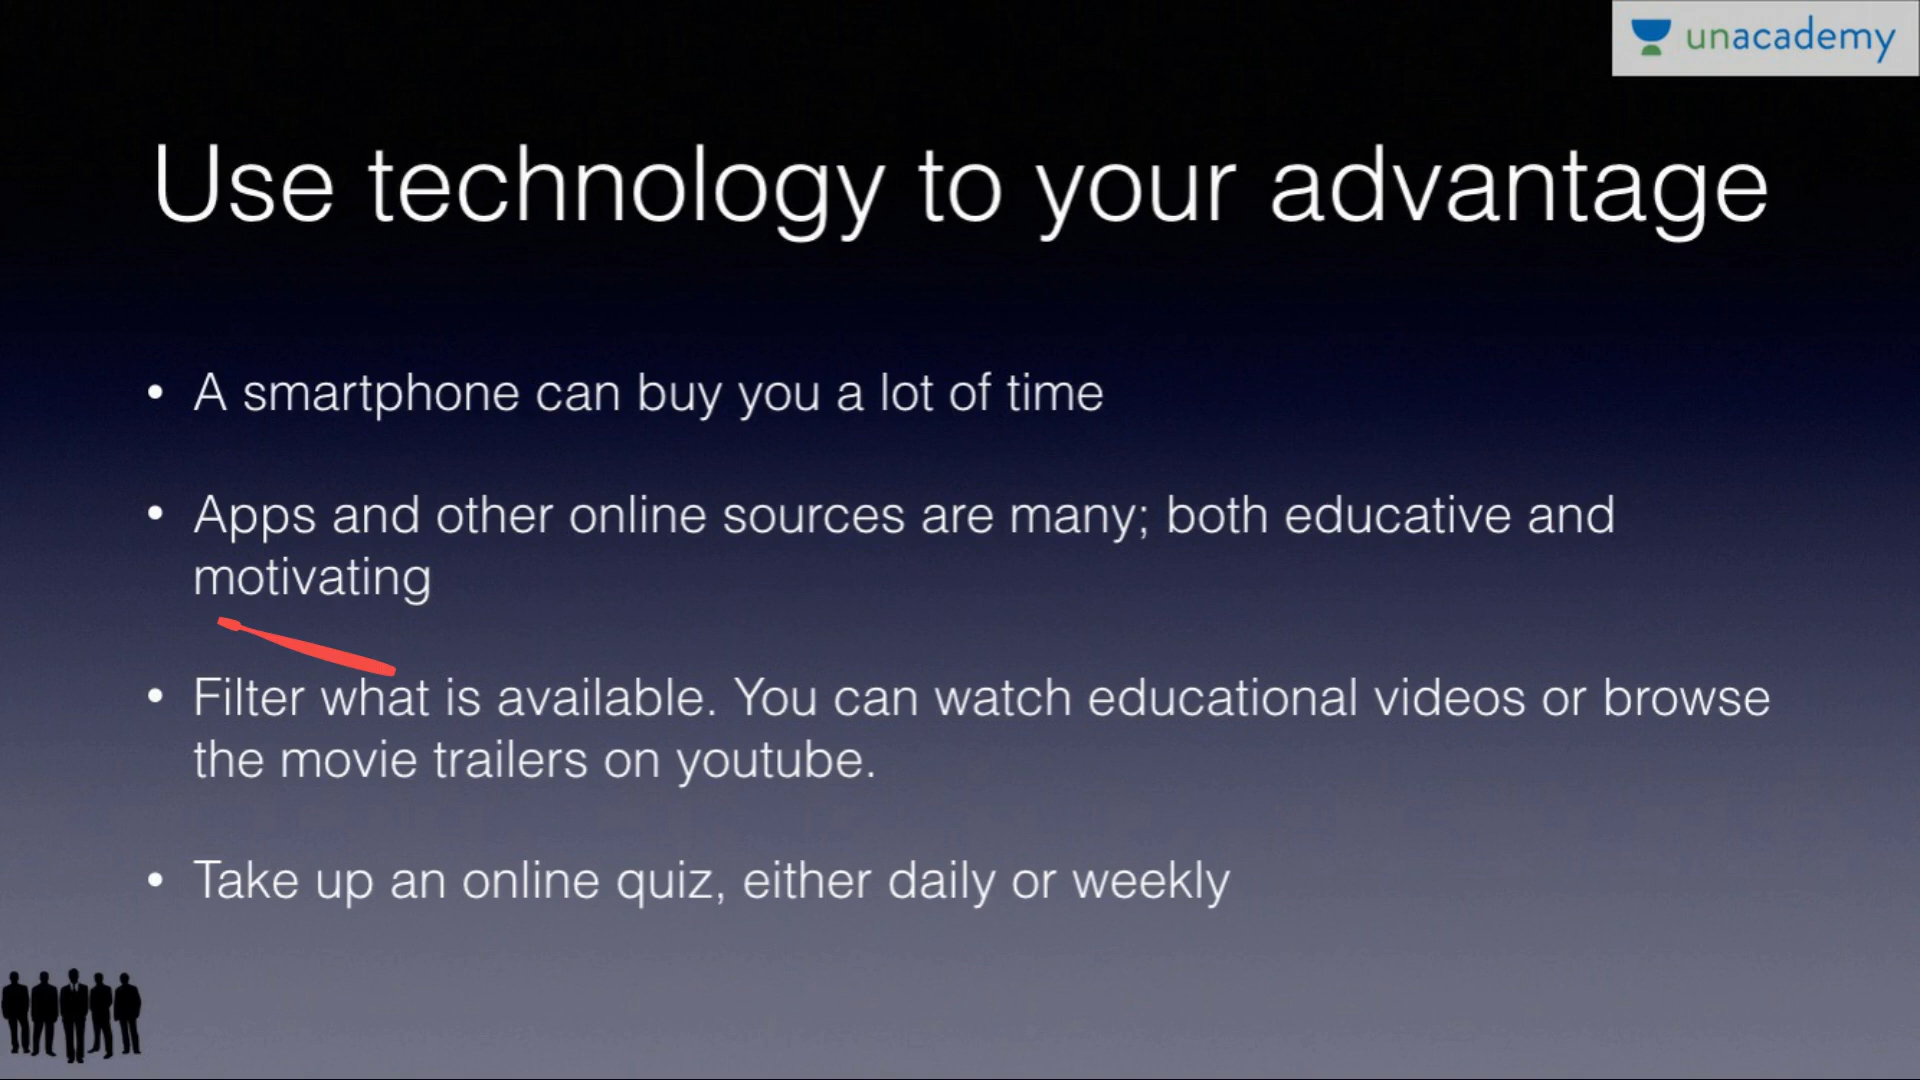 unacademy
Use technology to your advantage
• A smartphone can buy you a lot of time
• Apps and other online sources are many; both educative and
motivating
• Filter what is available. You can watch educational videos or browse
the movie trailers on youtube.
• Take up an online quiz, either daily or weekly